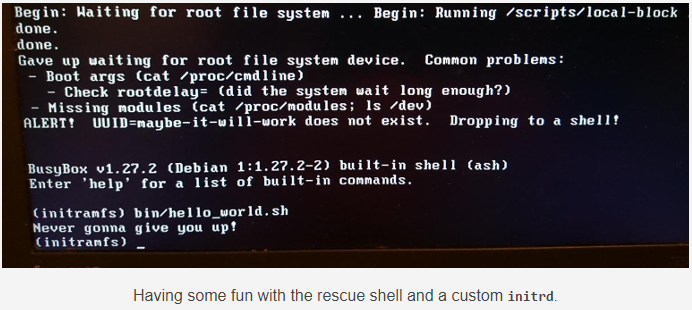 Begin: Waiting for root file system ... Begin: Running /scripts/local-block
done.
done.
Gave up waiting for root file system device.  Common problems:
 - Boot args (cat /proc/cmdline)
   - Check rootdelay= (did the system wait long enough?)
 - Missing modules (cat /proc/modules; ls /dev)
ALERT!  UUID=maybe-it-will-work does not exist.  Dropping to a shell!
BusyBox v1.27.2 (Debian 1:1.27.2-2) built-in shell (ash)
Enter 'help' for a list of built-in commands.
(initramfs) bin/hello_world.sh
Never gonna give you up!
(initramfs) _
Having some fun with the rescue shell and a custom initrd.